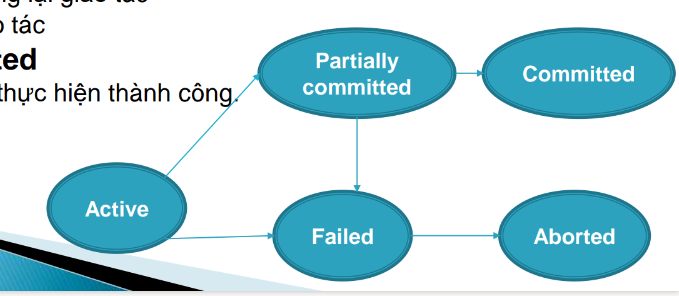 tác
ted
thực hiện thành công.
Partially
committed
Committed
Active
Failed
Aborted